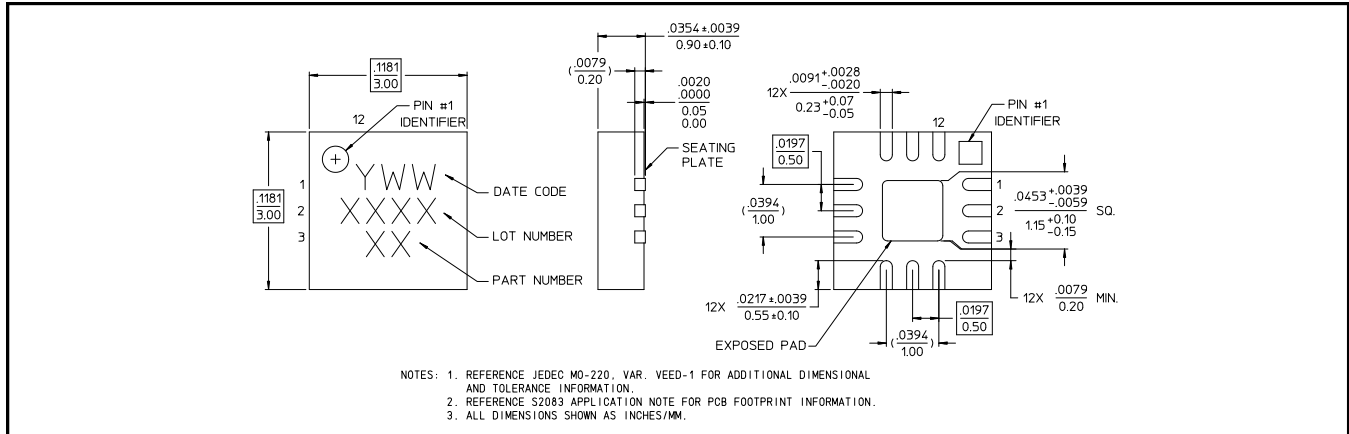 .1181
3.00
12
PIN #1
IDENTIFIER
.1181
3.00
1
2
3
YWW
XXXX
XX
DATE CODE
LOT NUMBER
PART NUMBER
.0354±.0039
0.90±0.10
(.0079)
0.20
.0020
.0000
0.05
0.00
SEATING
PLATE
12X .0091 +.0028 -.0020
0.23 +0.07 -0.05
12
PIN #1
IDENTIFIER
.0197
0.50
(.0394)
1.00
1
2
3
.0453 +.0039 -.0059 SQ.
1.15 +0.10 -0.15
12X .0217±.0039
0.55±0.10
12X .0079 MIN.
0.20
.0197
0.50
(.0394)
1.00
EXPOSED PAD
NOTES: 1. REFERENCE JEDEC MO-220, VAR. VEED-1 FOR ADDITIONAL DIMENSIONAL
AND TOLERANCE INFORMATION.
2. REFERENCE S2083 APPLICATION NOTE FOR PCB FOOTPRINT INFORMATION.
3. ALL DIMENSIONS SHOWN AS INCHES/MM.